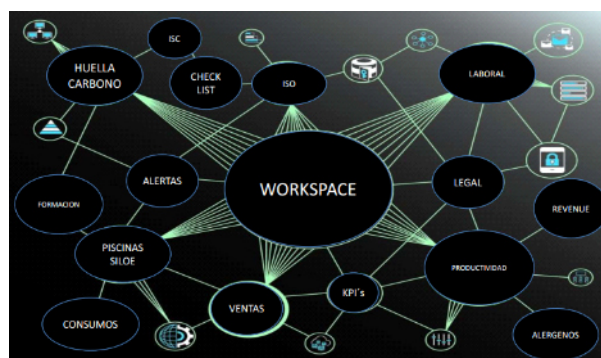 ISC
HUELLA
CARBONO
CHECK
LIST
ISO
LABORAL
ALERTAS
WORKSPACE
LEGAL
FORMACION
REVENUE
PISCINAS
SILOE
PRODUCTIVIDAD
VENTAS
KPI´s
CONSUMOS
ALERGENOS